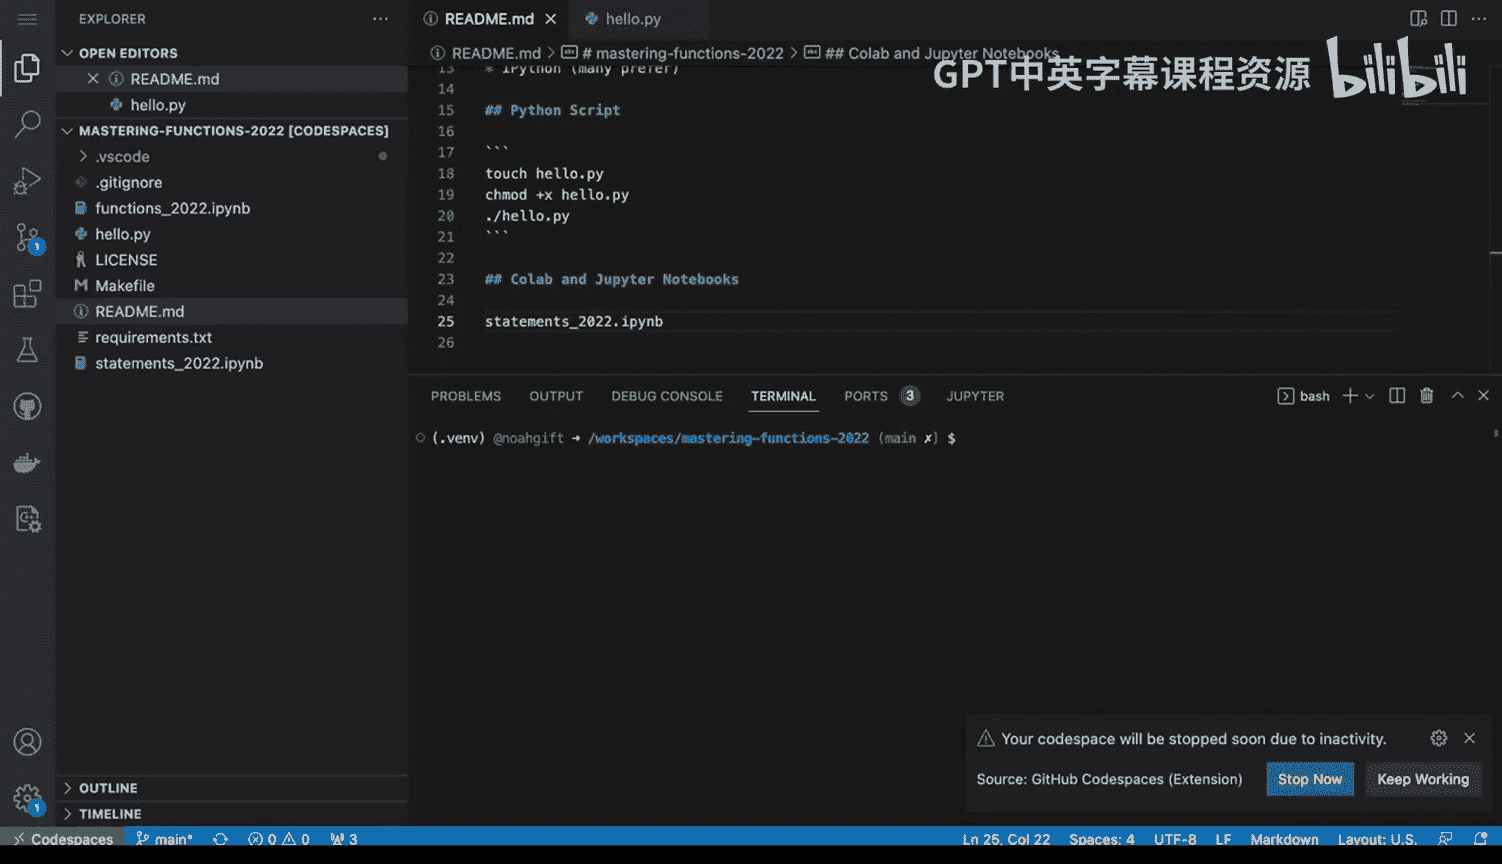 EXPLORER
OPEN EDITORS
README.md
hello.py
MASTERING-FUNCTIONS-2022 [CODESPACES]
.vscode
.gitignore
functions_2022.ipynb
hello.py
LICENSE
Makefile
README.md
requirements.txt
statements_2022.ipynb
OUTLINE
TIMELINE
README.md
hello.py
README.md > # mastering-functions-2022 > ## Colab and Jupyter Notebooks
GPT中英字幕课程资源 bilibili
13 * IPython (many prefer)
14
15 ## Python Script
16
17 ```
18 touch hello.py
19 chmod +x hello.py
20 ./hello.py
21 ```
22
23 ## Colab and Jupyter Notebooks
24
25 statements_2022.ipynb
26
PROBLEMS OUTPUT DEBUG CONSOLE TERMINAL PORTS 3 JUPYTER
bash
(.venv) @noahgift ➜ /workspaces/mastering-functions-2022 (main ✗) $
Your codespace will be stopped soon due to inactivity.
Source: GitHub Codespaces (Extension)
Stop Now
Keep Working
1
1
Codespaces main* 0 0 3
Ln 25, Col 22 Spaces: 4 UTF-8 LF Markdown Layout: U.S.